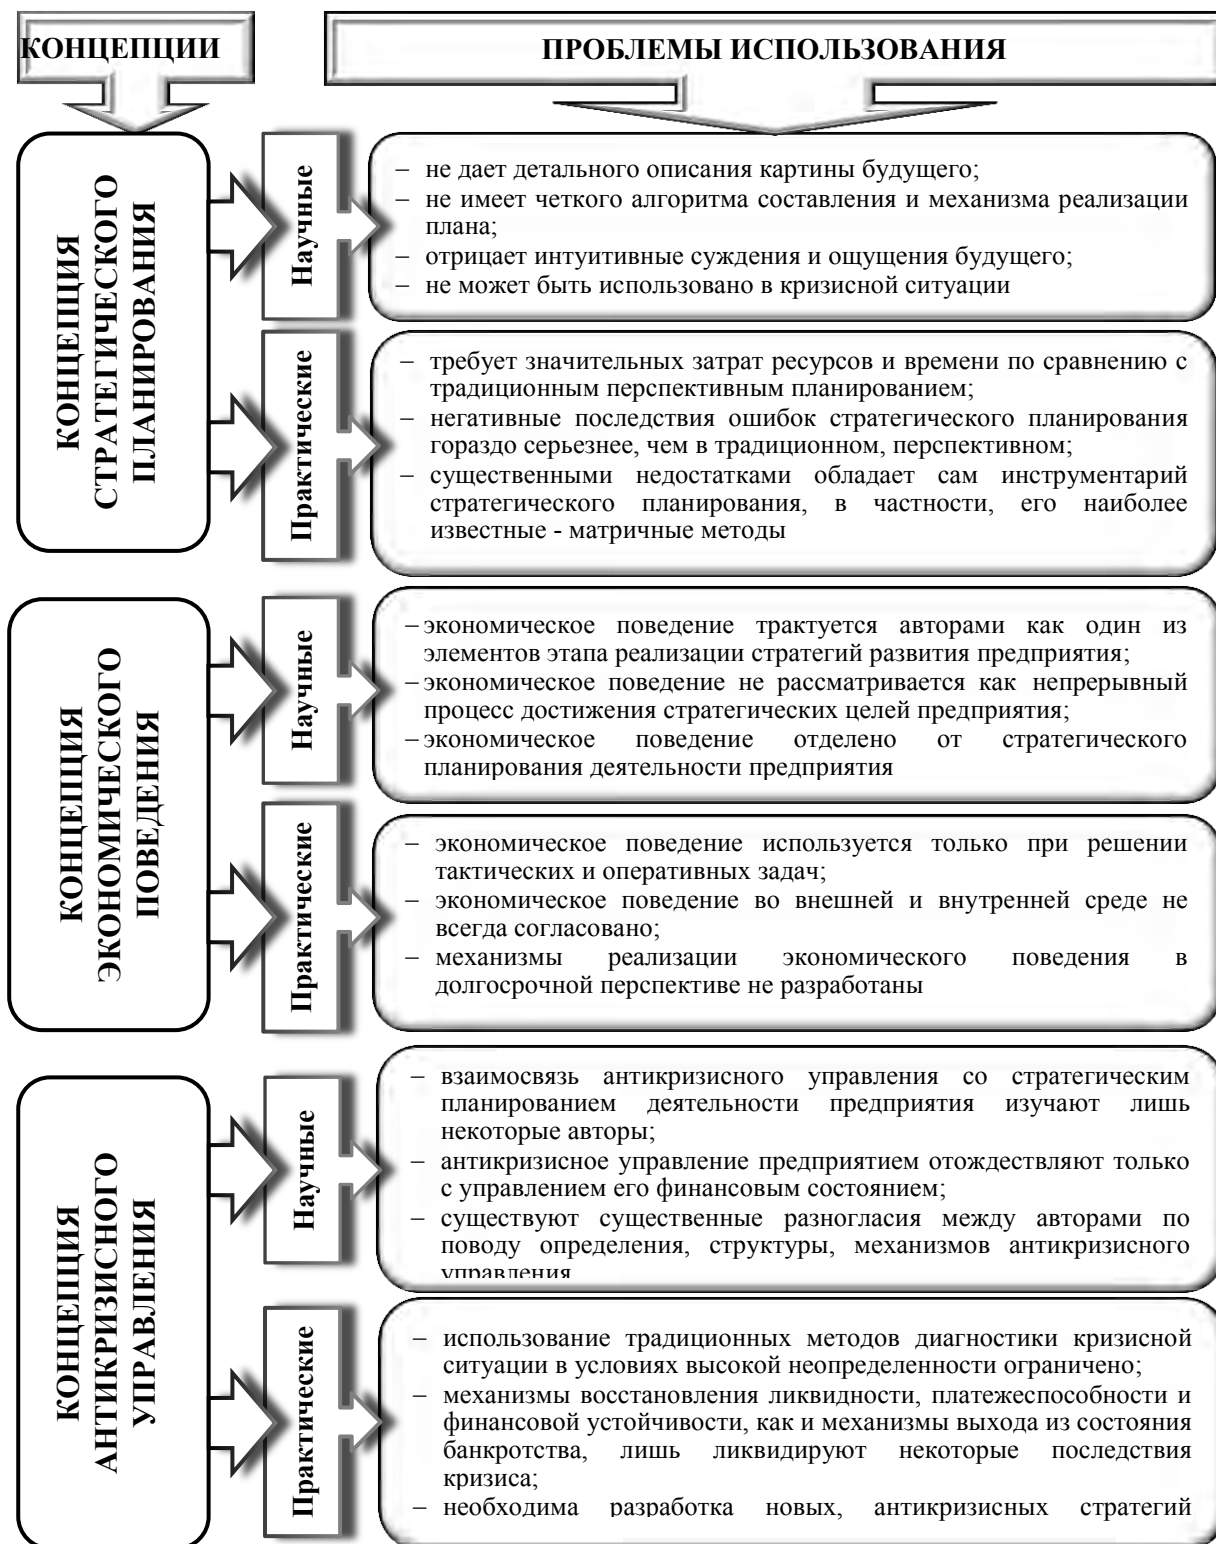 КОНЦЕПЦИИ
ПРОБЛЕМЫ ИСПОЛЬЗОВАНИЯ
КОНЦЕПЦИЯ
СТРАТЕГИЧЕСКОГО
ПЛАНИРОВАНИЯ
Научные
– не дает детального описания картины будущего;
– не имеет четкого алгоритма составления и механизма реализации
плана;
– отрицает интуитивные суждения и ощущения будущего;
– не может быть использовано в кризисной ситуации
Практические
– требует значительных затрат ресурсов и времени по сравнению с
традиционным перспективным планированием;
– негативные последствия ошибок стратегического планирования
гораздо серьезнее, чем в традиционном, перспективном;
– существенными недостатками обладает сам инструментарий
стратегического планирования, в частности, его наиболее
известные - матричные методы
КОНЦЕПЦИЯ
ЭКОНОМИЧЕСКОГО
ПОВЕДЕНИЯ
Научные
– экономическое поведение трактуется авторами как один из
элементов этапа реализации стратегий развития предприятия;
– экономическое поведение не рассматривается как непрерывный
процесс достижения стратегических целей предприятия;
– экономическое поведение отделено от стратегического
планирования деятельности предприятия
Практические
– экономическое поведение используется только при решении
тактических и оперативных задач;
– экономическое поведение во внешней и внутренней среде не
всегда согласовано;
– механизмы реализации экономического поведения в
долгосрочной перспективе не разработаны
КОНЦЕПЦИЯ
АНТИКРИЗИСНОГО
УПРАВЛЕНИЯ
Научные
– взаимосвязь антикризисного управления со стратегическим
планированием деятельности предприятия изучают лишь
некоторые авторы;
– антикризисное управление предприятием отождествляют только
с управлением его финансовым состоянием;
– существуют существенные разногласия между авторами по
поводу определения, структуры, механизмов антикризисного
управления
Практические
– использование традиционных методов диагностики кризисной
ситуации в условиях высокой неопределенности ограничено;
– механизмы восстановления ликвидности, платежеспособности и
финансовой устойчивости, как и механизмы выхода из состояния
банкротства, лишь ликвидируют некоторые последствия
кризиса;
– необходима разработка новых, антикризисных стратегий